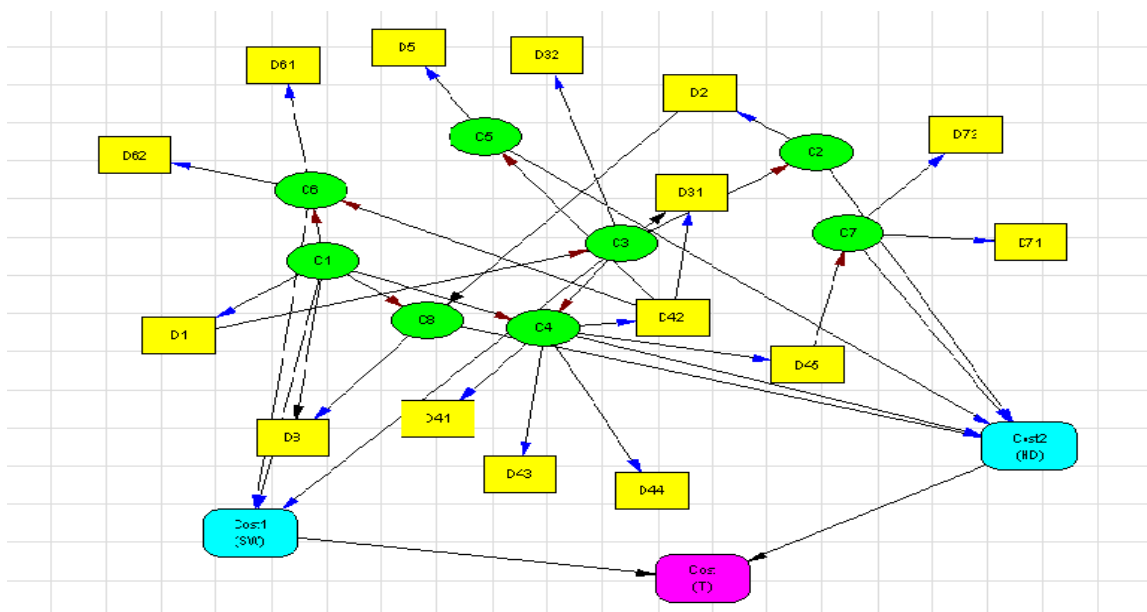 D5
D32
D61
D2
D72
C5
C2
D62
C6
D31
C7
D71
C3
C1
D42
C8
C4
D1
D45
D41
D8
Cost2
(HD)
D43
D44
Cost1
(SW)
Cost
(T)